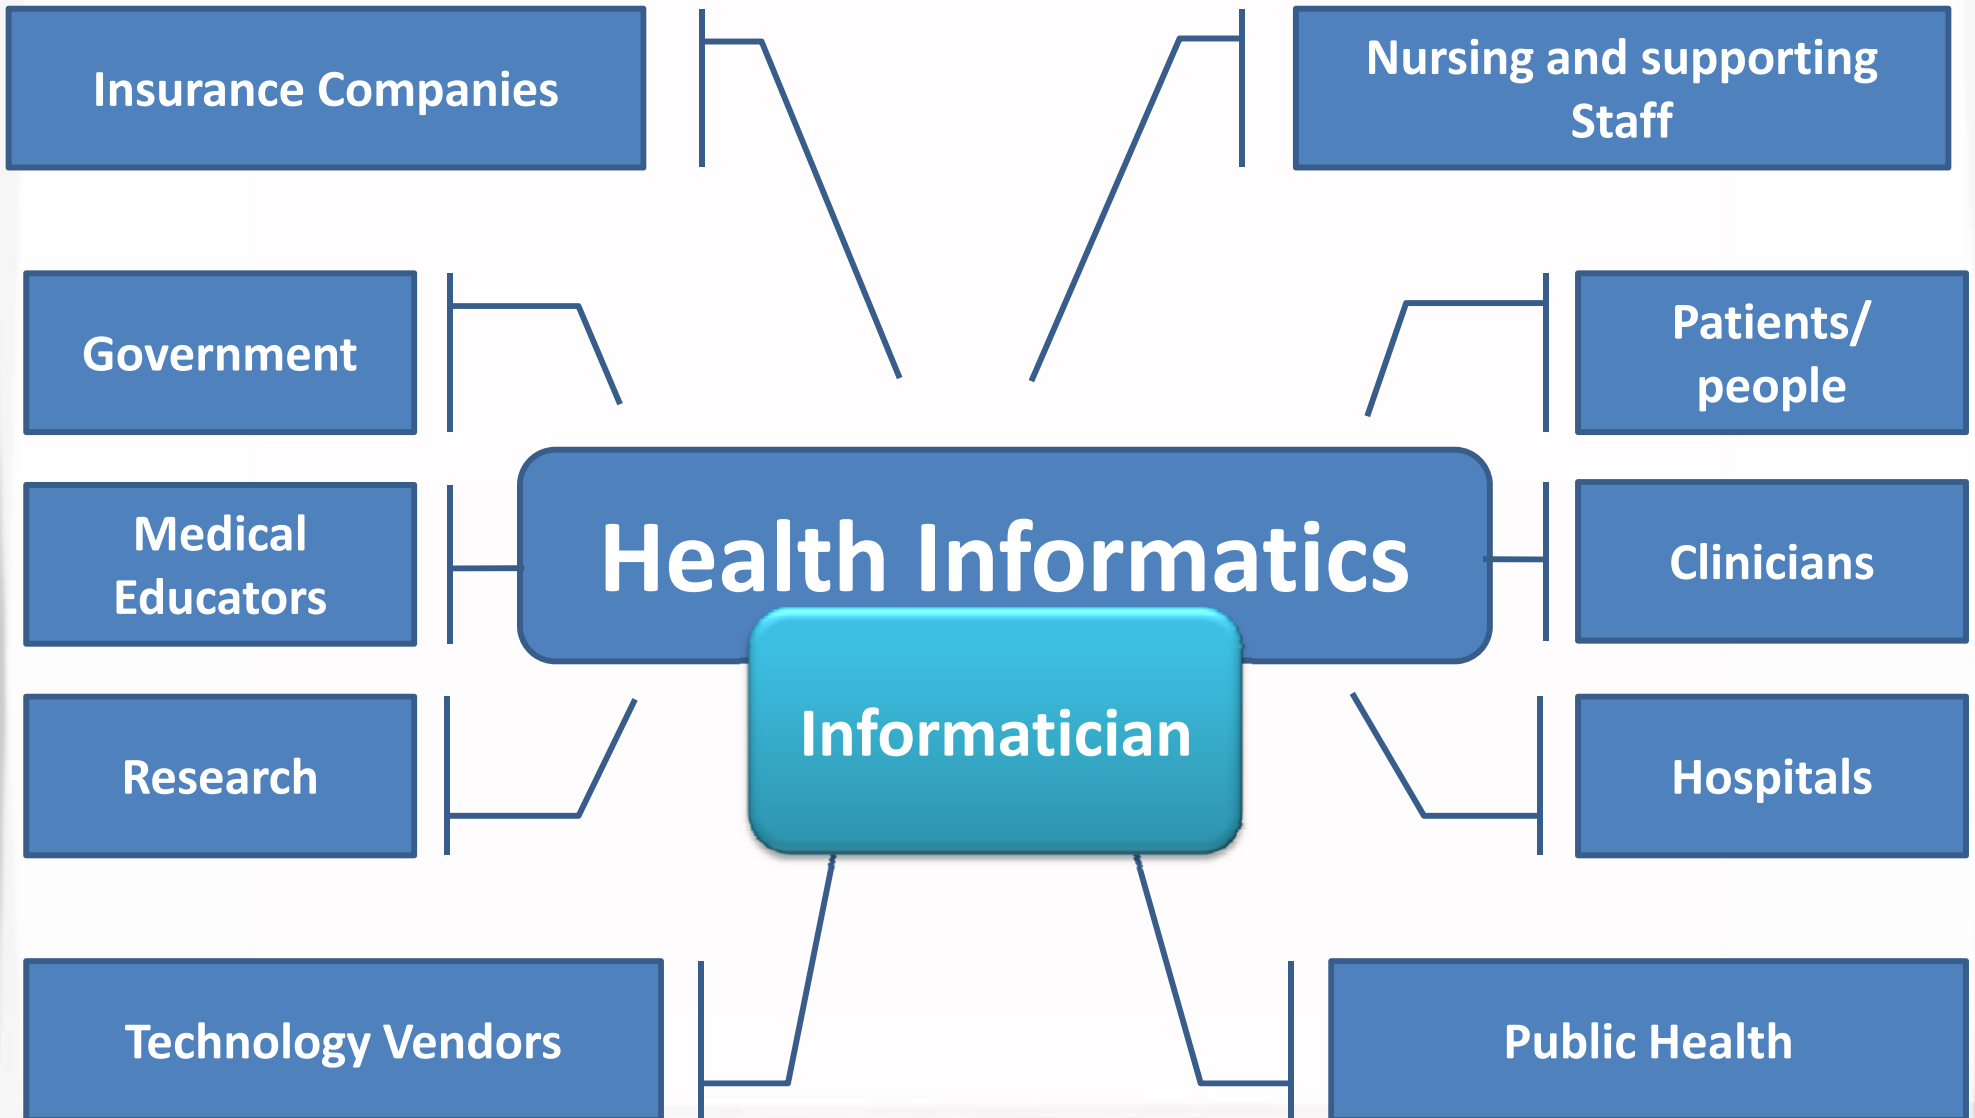 Insurance Companies
Nursing and supporting
Staff
Government
Patients/
people
Medical
Educators
Health Informatics
Clinicians
Research
Informatician
Hospitals
Technology Vendors
Public Health